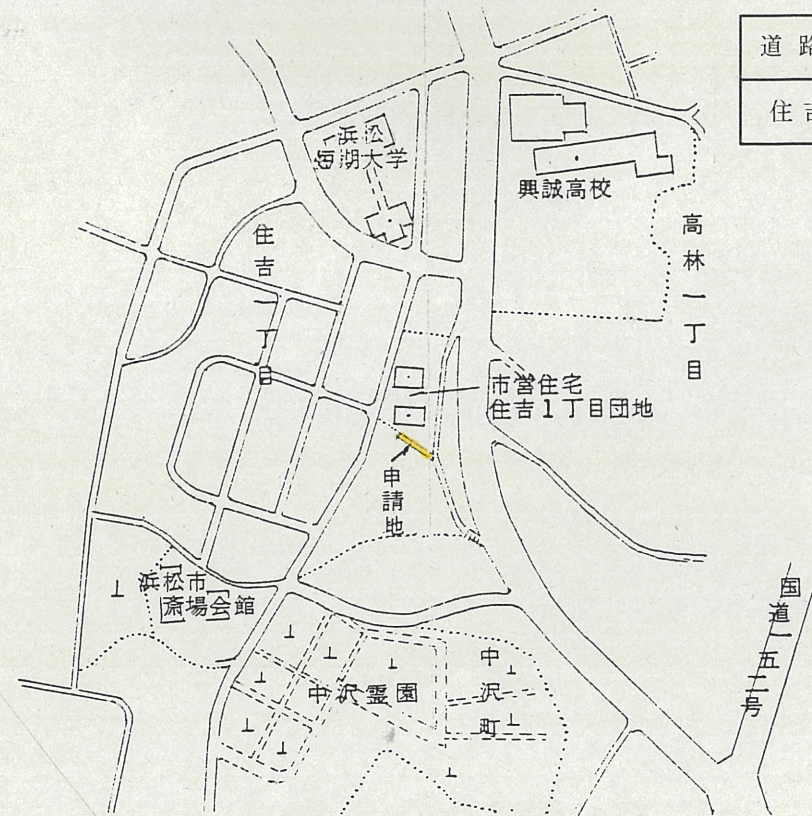 道路
住吉
浜松
短期大学
興誠高校
高林一丁目
住吉一丁目
市営住宅
住吉1丁目団地
申請地
浜松市
斎場会館
中沢霊園
中沢町
国道一五二号